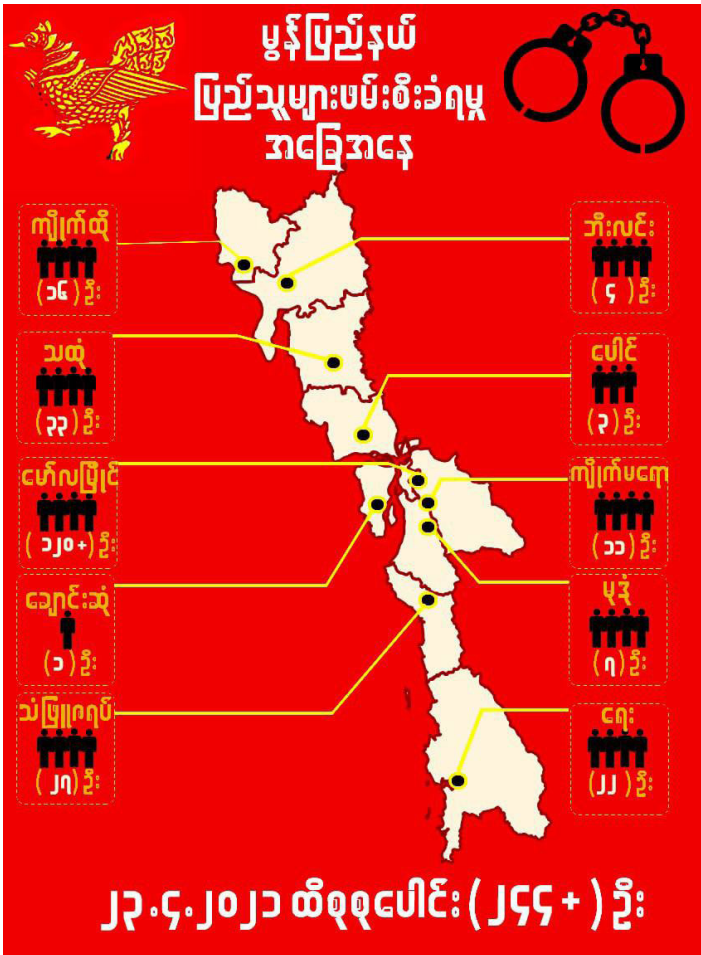 မွန်ပြည်နယ်
ပြည်သူများဖမ်းစီးခံရမှု
အခြေအနေ
ကျိုက်ထို
(၁၆) ဦး
ဘီးလင်း
(၄) ဦး
သထုံ
(၃၃) ဦး
ပေါင်
(၃) ဦး
မော်လမြိုင်
(၁၂၀+) ဦး
ကျိုက်မရော
(၁၁) ဦး
ချောင်းဆုံ
(၁) ဦး
မုဒုံ
(၇) ဦး
သံဖြူဇရပ်
(၂၇) ဦး
ရေး
(၂၂) ဦး
၂၃.၄.၂၀၂၁ ထိစုစုပေါင်း (၂၄၄+) ဦး